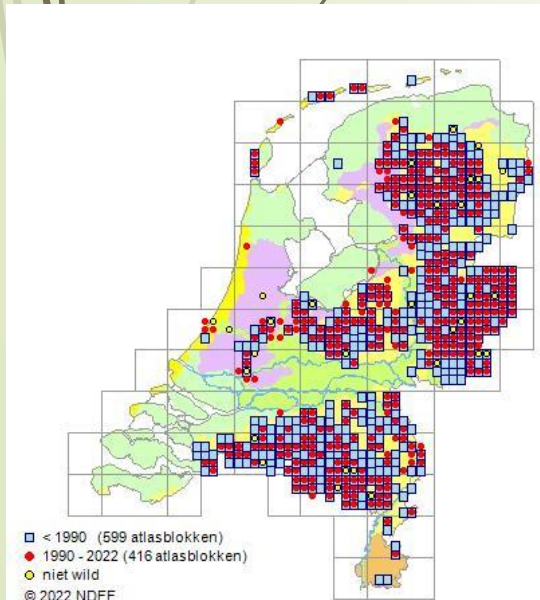 < 1990 (599 atlasblokken)
1990 - 2022 (416 atlasblokken)
niet wild
© 2022 NDFF